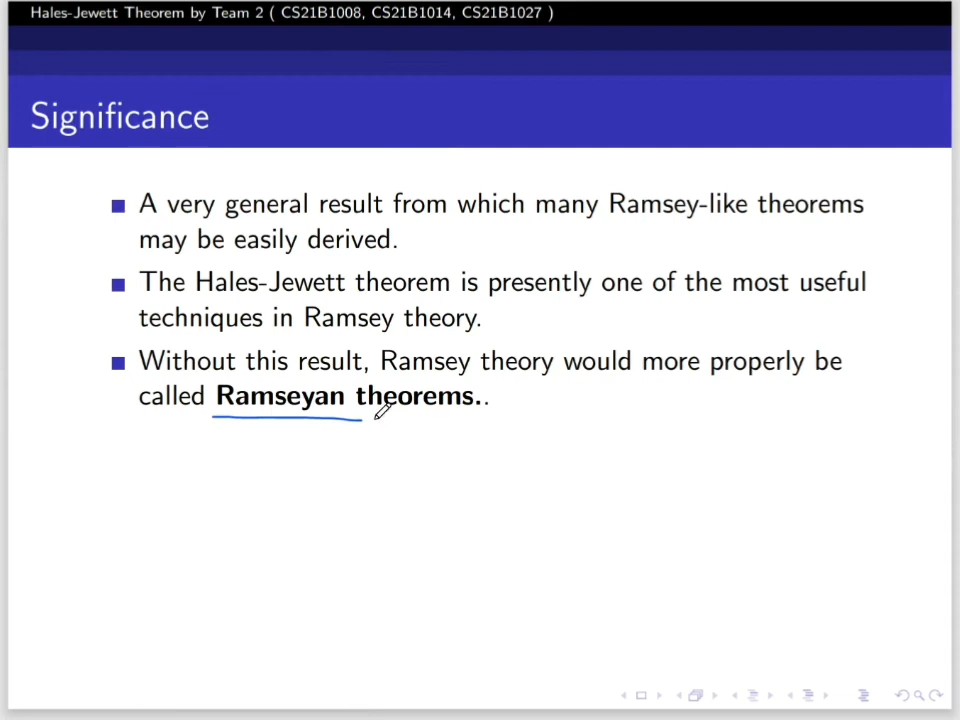 Hales-Jewett Theorem by Team 2 ( CS21B1008, CS21B1014, CS21B1027 )
Significance
A very general result from which many Ramsey-like theorems
may be easily derived.
The Hales-Jewett theorem is presently one of the most useful
techniques in Ramsey theory.
Without this result, Ramsey theory would more properly be
called Ramseyan theorems..